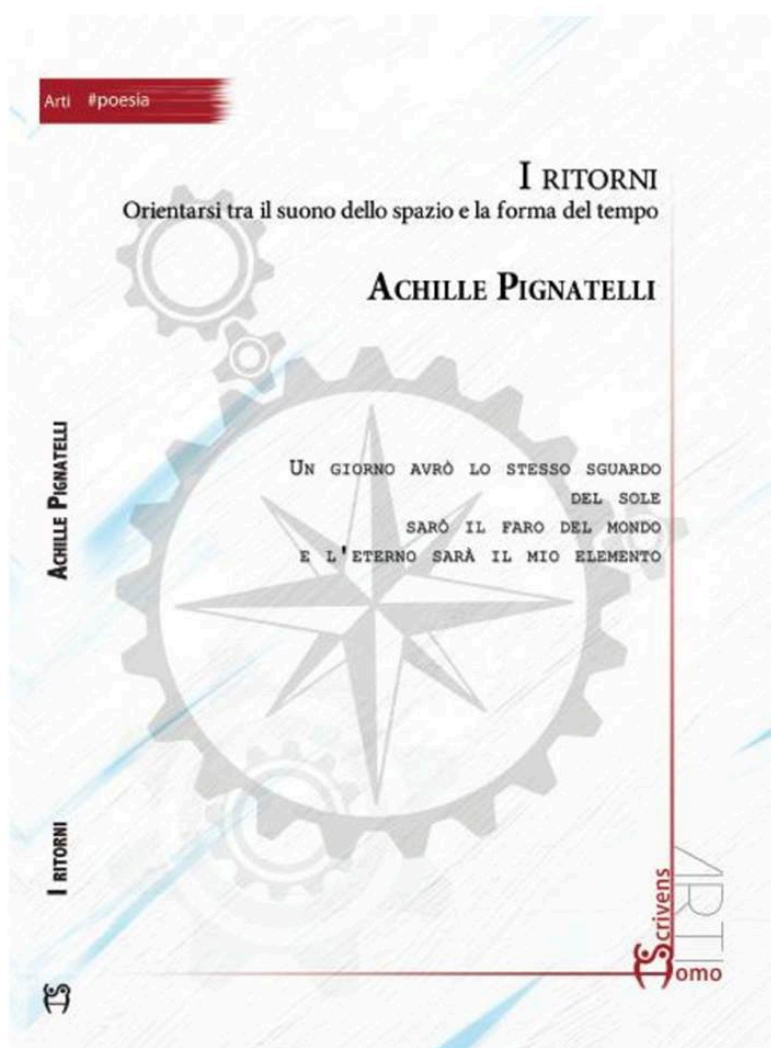 Arti #poesia
I RITORNI
Orientarsi tra il suono dello spazio e la forma del tempo
ACHILLE PIGNATELLI
UN GIORNO AVRÒ LO STESSO SGUARDO
DEL SOLE
SARÒ IL FARO DEL MONDO
E L'ETERNO SARÀ IL MIO ELEMENTO
ACHILLE PIGNATELLI
I RITORNI
ARTI
Scrivens
Homo